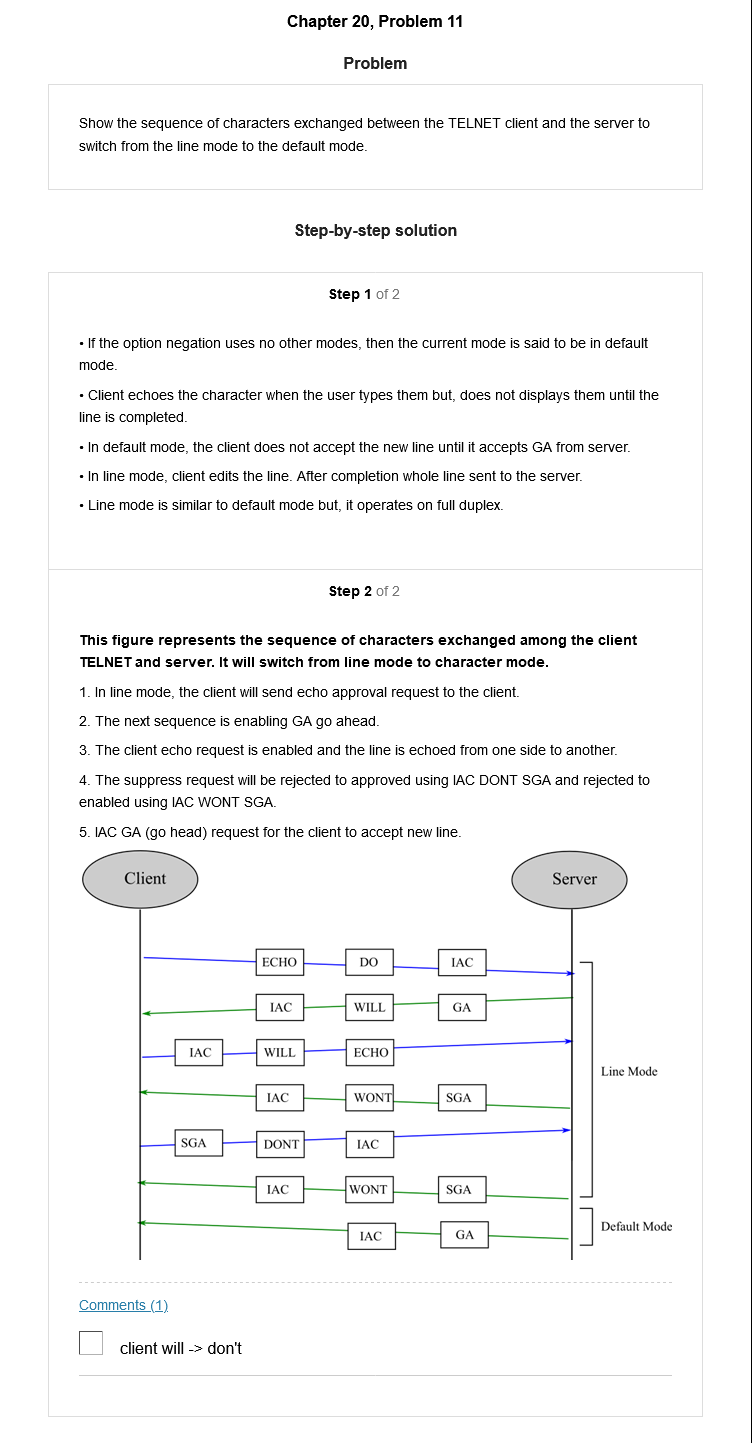 Chapter 20, Problem 11
Problem
Show the sequence of characters exchanged between the TELNET client and the server to
switch from the line mode to the default mode.
Step-by-step solution
Step 1 of 2
• If the option negation uses no other modes, then the current mode is said to be in default
mode.
• Client echoes the character when the user types them but, does not displays them until the
line is completed.
• In default mode, the client does not accept the new line until it accepts GA from server.
• In line mode, client edits the line. After completion whole line sent to the server.
• Line mode is similar to default mode but, it operates on full duplex.
Step 2 of 2
This figure represents the sequence of characters exchanged among the client
TELNET and server. It will switch from line mode to character mode.
1. In line mode, the client will send echo approval request to the client.
2. The next sequence is enabling GA go ahead.
3. The client echo request is enabled and the line is echoed from one side to another.
4. The suppress request will be rejected to approved using IAC DONT SGA and rejected to
enabled using IAC WONT SGA.
5. IAC GA (go head) request for the client to accept new line.
Client Server
ECHO DO IAC
IAC WILL GA
IAC WILL ECHO
Line Mode
IAC WONT SGA
SGA DONT IAC
IAC WONT SGA
Default Mode
IAC GA
Comments (1)
client will -> don't